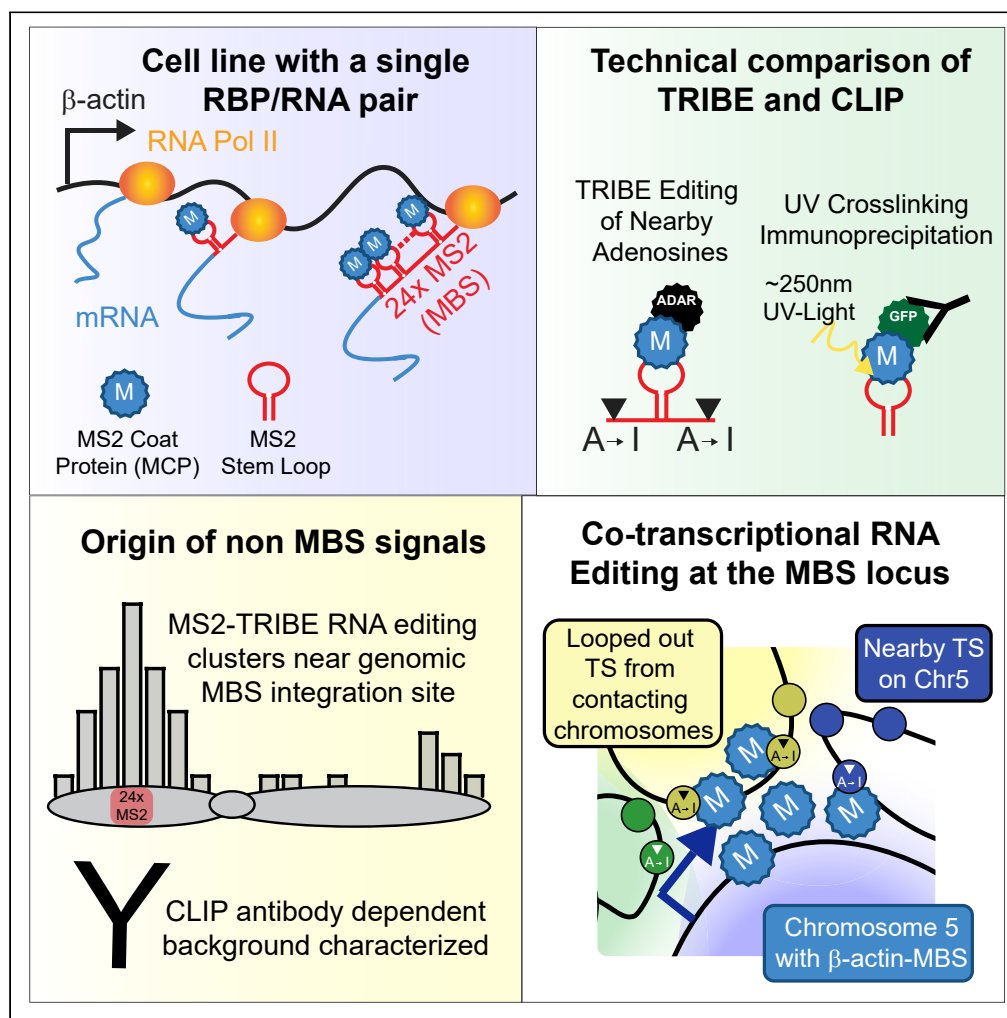 Cell line with a single
RBP/RNA pair
β-actin
RNA Pol II
M
M
M
M
24x MS2
(MBS)
mRNA
M
MS2 Coat
Protein (MCP)
MS2
Stem Loop
Technical comparison of
TRIBE and CLIP
TRIBE Editing
of Nearby
Adenosines
ADAR
M
A→I
A→I
UV Crosslinking
Immunoprecipitation
~250nm
UV-Light
GFP
M
Origin of non MBS signals
MS2-TRIBE RNA editing
clusters near genomic
MBS integration site
24x
MS2
CLIP antibody dependent
background characterized
Co-transcriptional RNA
Editing at the MBS locus
Looped out
TS from
contacting
chromosomes
Nearby TS
on Chr5
M
A→I
A→I
A→I
M
M
M
M
M
A→I
Chromosome 5
with β-actin-MBS